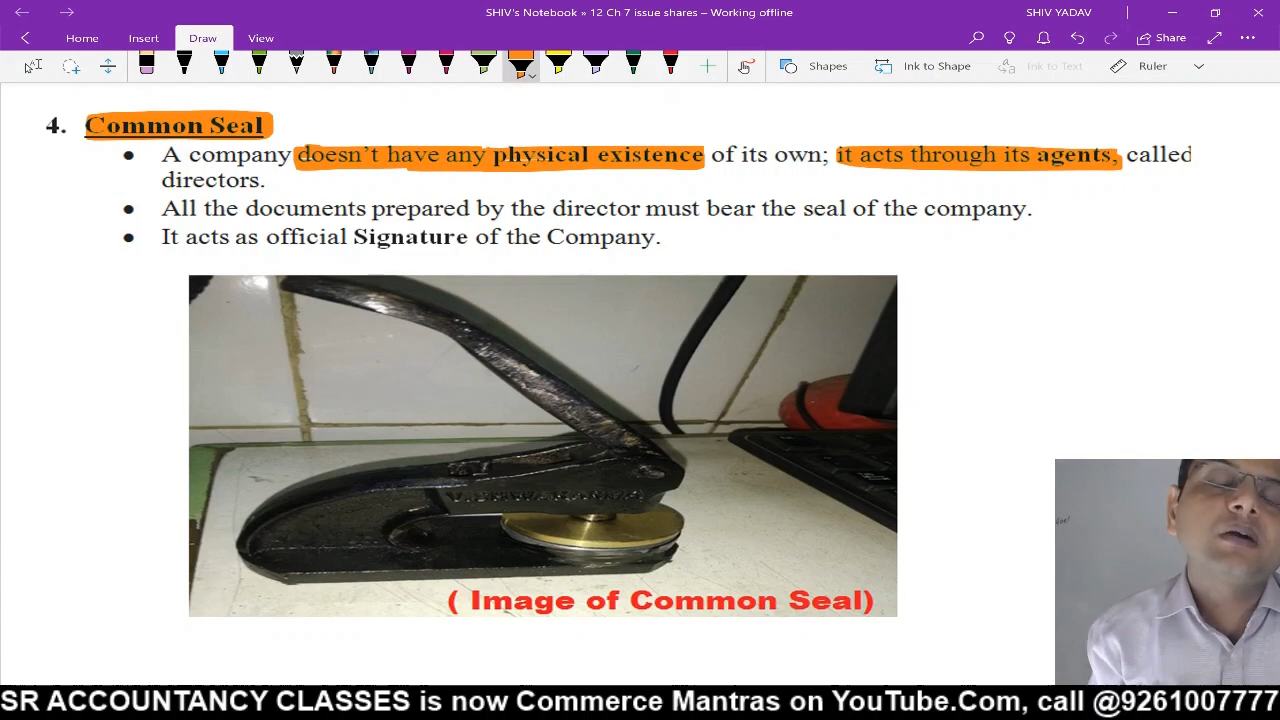 SHIV's Notebook » 12 Ch 7 issue shares – Working offline
SHIV YADAV
Home Insert Draw View
Share
Shapes Ink to Shape Ink to Text Ruler
4. Common Seal
• A company doesn't have any physical existence of its own; it acts through its agents, called
directors.
• All the documents prepared by the director must bear the seal of the company.
• It acts as official Signature of the Company.
( Image of Common Seal)
SR ACCOUNTANCY CLASSES is now Commerce Mantras on YouTube.Com, call @9261007777